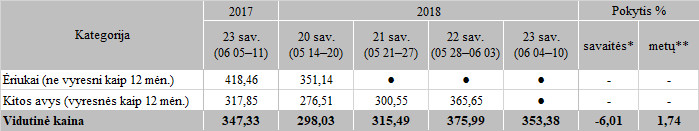 Kategorija 2017 2018 Pokytis %
23 sav. (06 05–11) 20 sav. (05 14–20) 21 sav. (05 21–27) 22 sav. (05 28–06 03) 23 sav. (06 04–10) savaitės* metų**
Ėriukai (ne vyresni kaip 12 mėn.) 418,46 351,14 ● ● ● - -
Kitos avys (vyresnės kaip 12 mėn.) 317,85 276,51 300,55 365,65 ● - -
Vidutinė kaina 347,33 298,03 315,49 375,99 353,38 -6,01 1,74